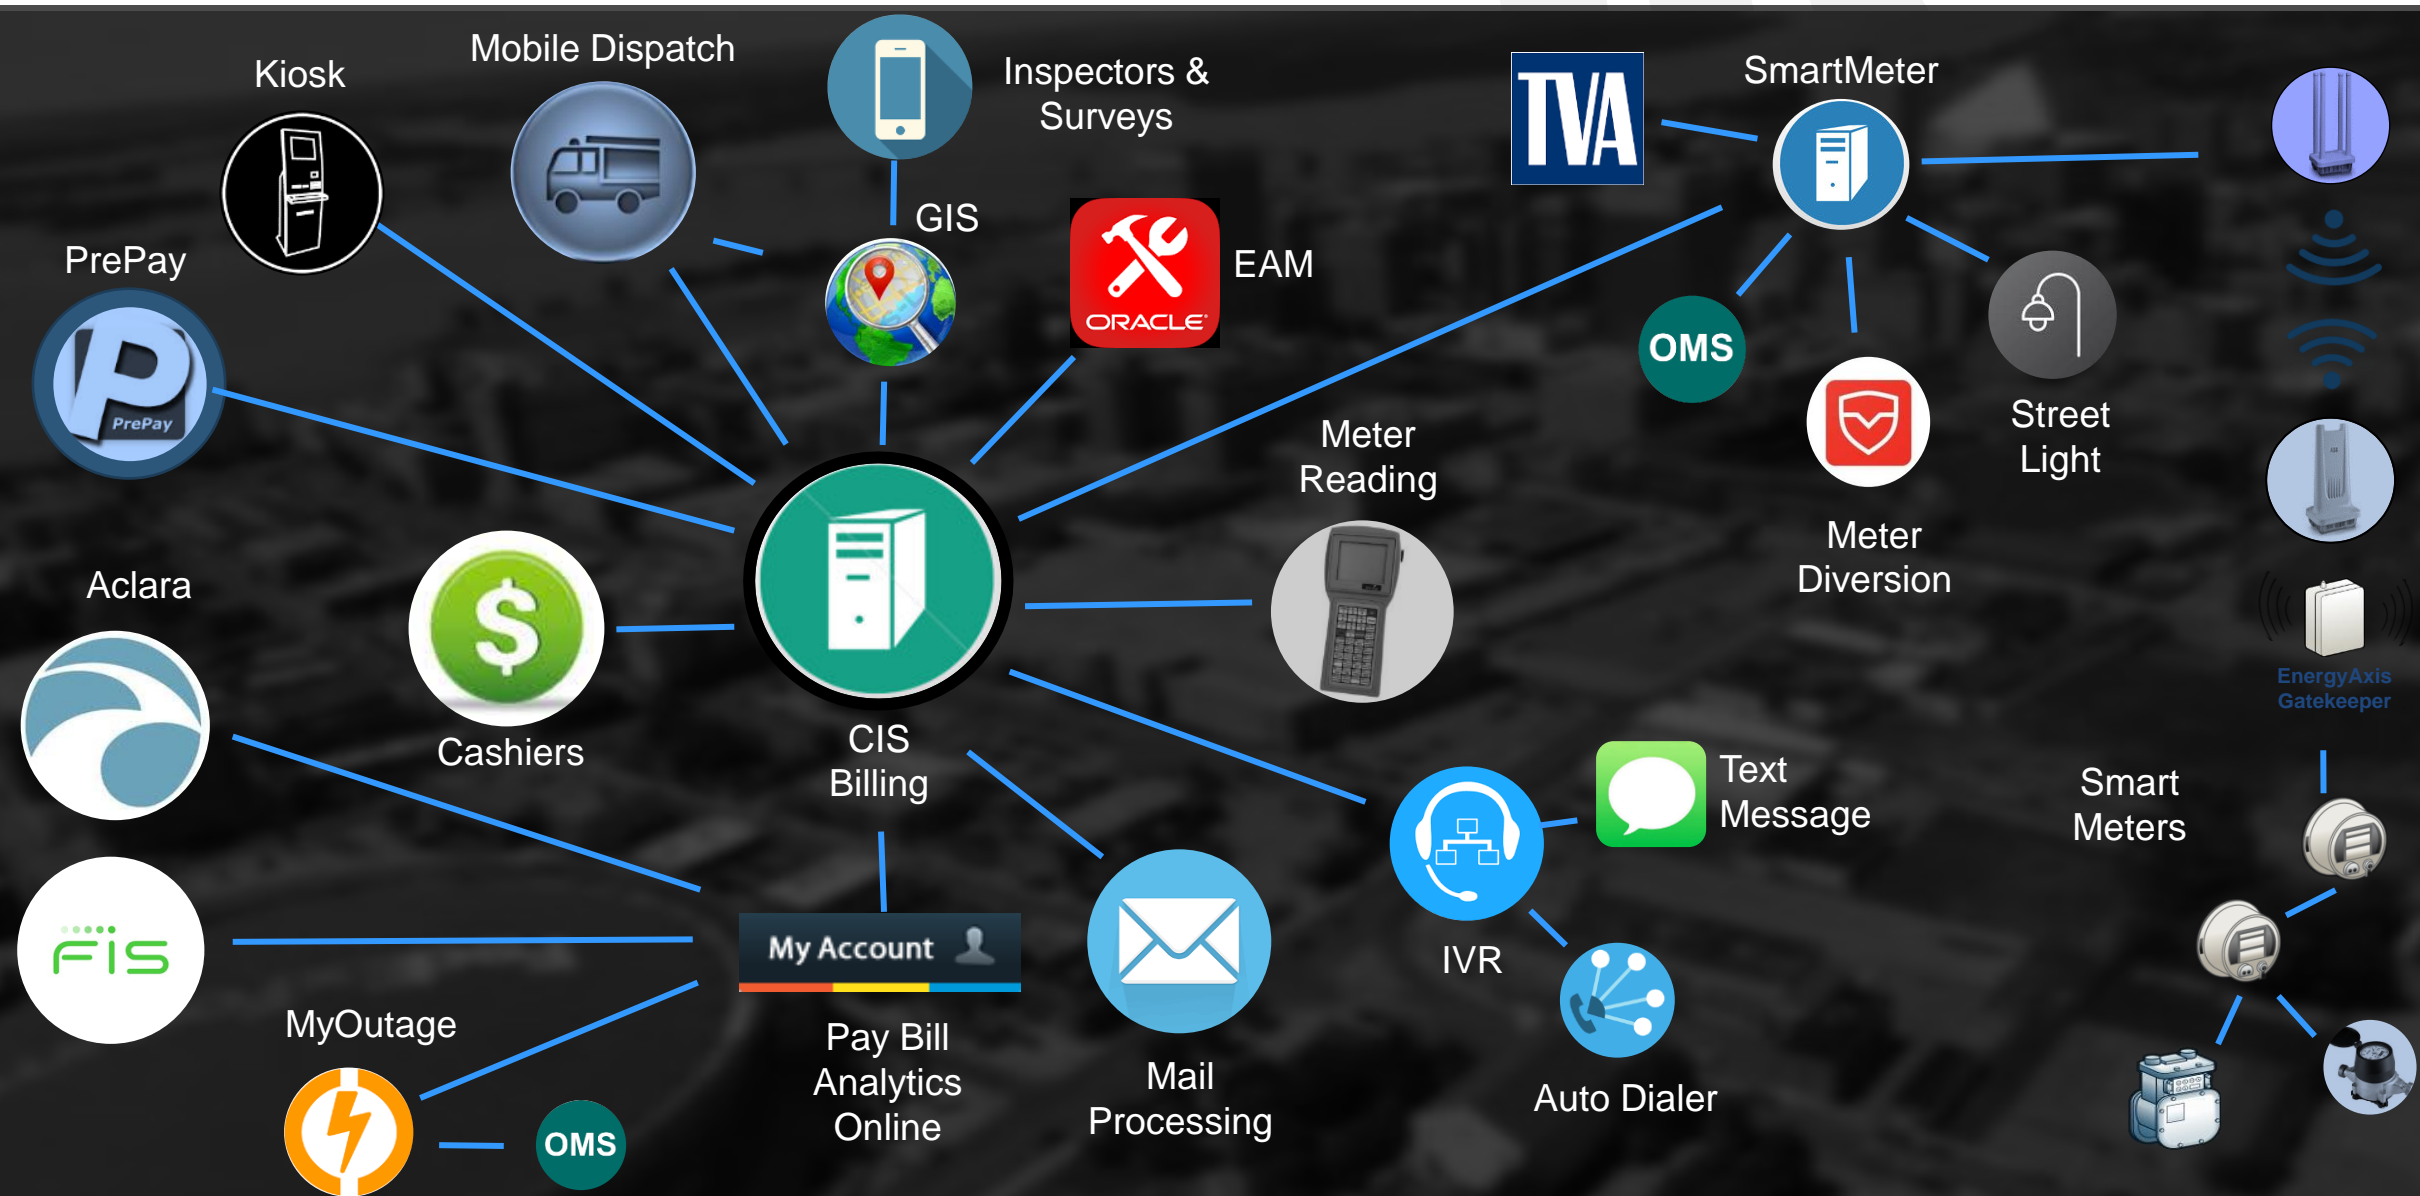 Kiosk
Mobile Dispatch
Inspectors &
Surveys
TVA
SmartMeter
PrePay
PrePay
GIS
ORACLE
EAM
OMS
Street
Light
Meter
Reading
Meter
Diversion
EnergyAxis
Gatekeeper
Aclara
$
Cashiers
CIS
Billing
Text
Message
Smart
Meters
FIS
My Account
IVR
MyOutage
OMS
Pay Bill
Analytics
Online
Mail
Processing
Auto Dialer